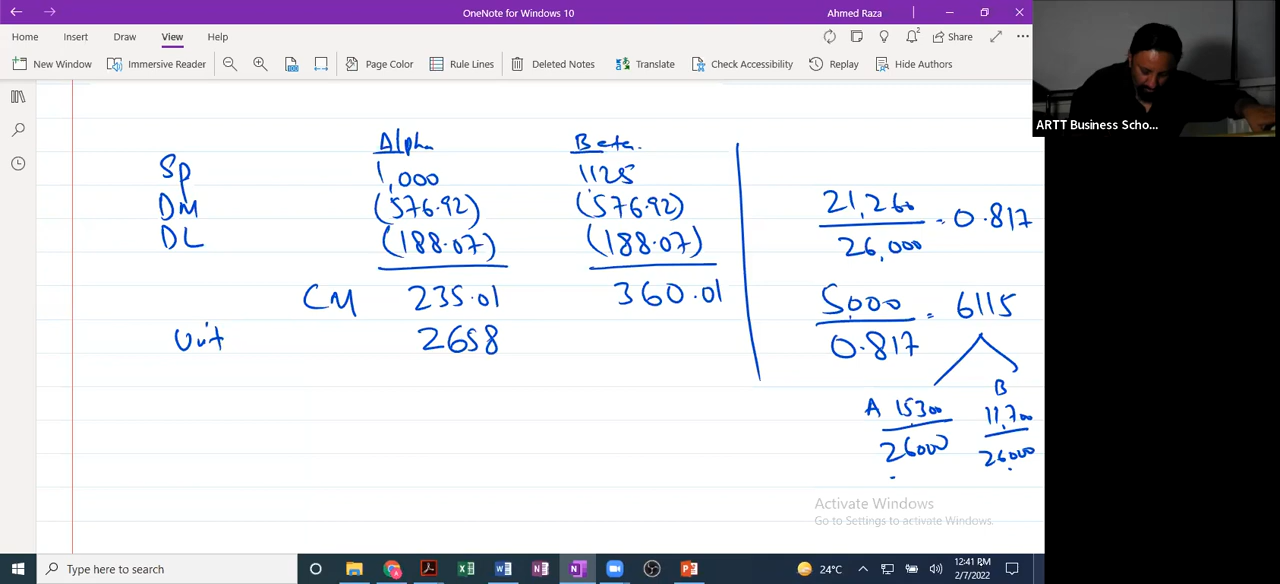 OneNote for Windows 10
Ahmed Raza
Home Insert Draw View Help
Share
New Window Immersive Reader Page Color Rule Lines Deleted Notes Translate Check Accessibility Replay Hide Authors
ARTT Business Scho...
Alpha Beta.
Sp 1,000 1125
DM (576.92) (576.92)
DL (188.07) (188.07)
CM 235.01 360.01
Unit 2658
21,260
26,000
= 0.817
5,000
0.817
= 6115
A 15300
26000
B
11,700
26000
Activate Windows
Go to Settings to activate Windows.
Type here to search
24°C
12:41 PM
2/7/2022